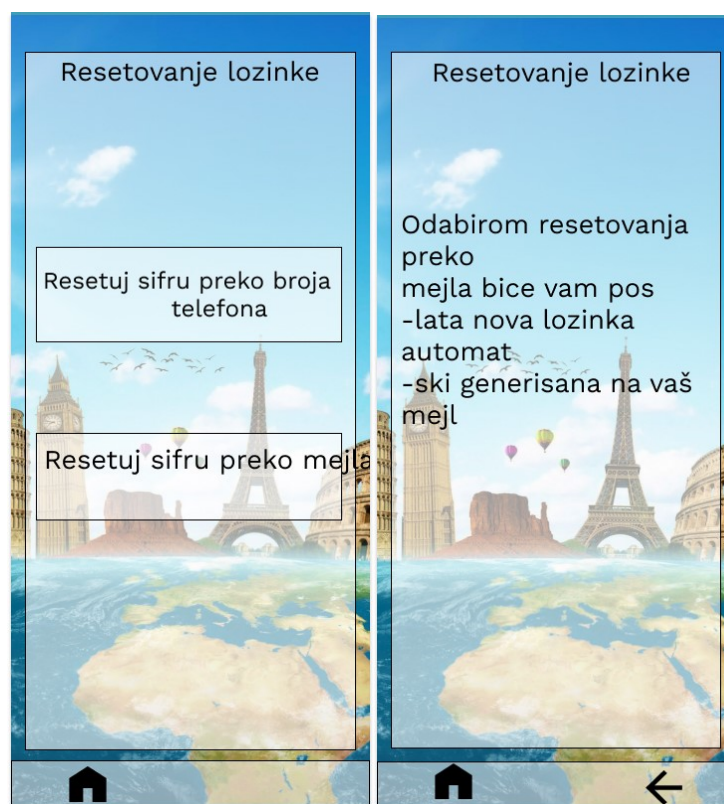 Resetovanje lozinke
Resetuj sifru preko broja
telefona
Resetuj sifru preko mejla
Resetovanje lozinke
Odabirom resetovanja
preko
mejla bice vam pos
-lata nova lozinka
automat
-ski generisana na vaš
mejl